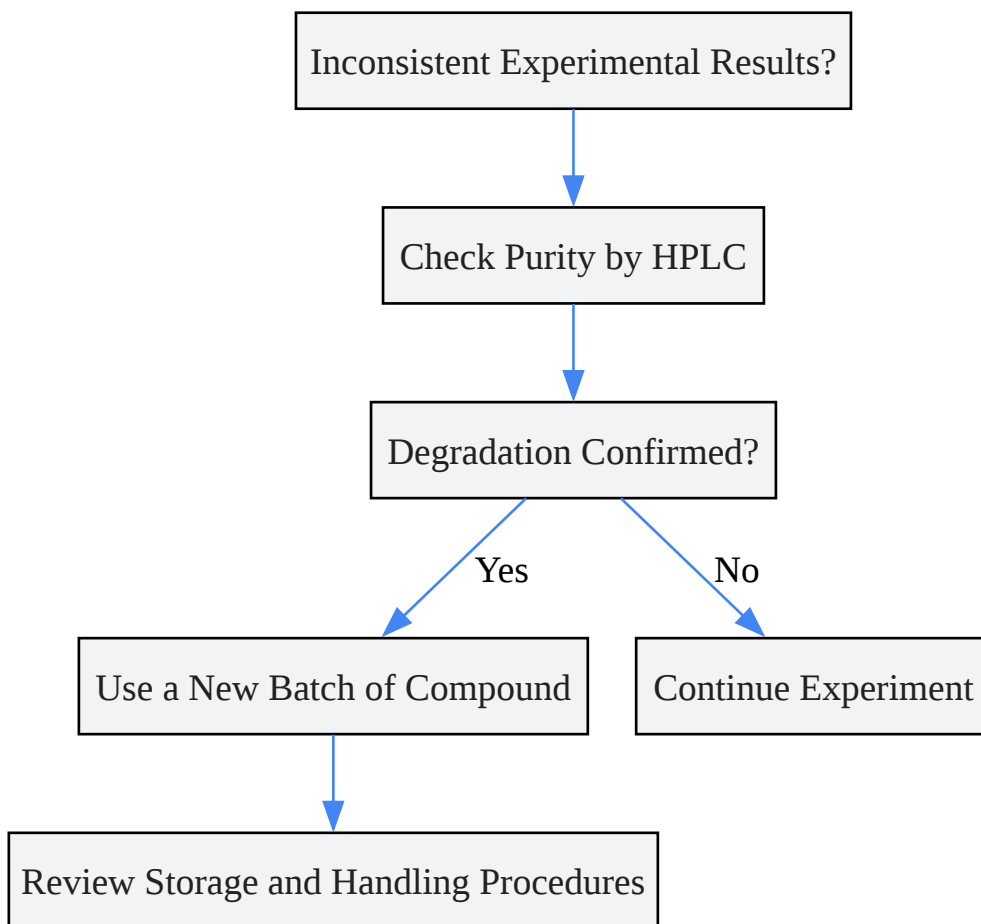 Inconsistent Experimental Results?
Check Purity by HPLC
Degradation Confirmed?
Yes
No
Use a New Batch of Compound
Continue Experiment
Review Storage and Handling Procedures